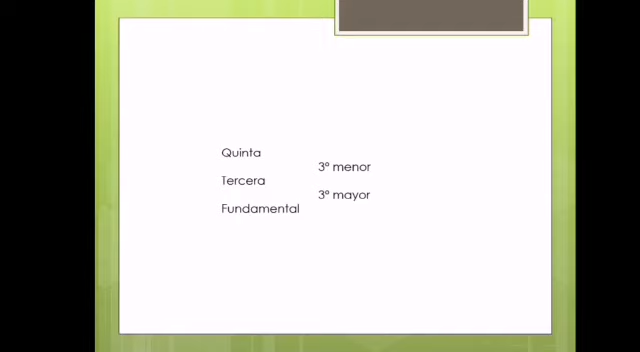 Quinta
3º menor
Tercera
3º mayor
Fundamental